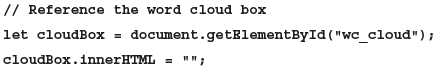 // Reference the word cloud box
let cloudBox = document.getElementById("wc_cloud");
cloudBox.innerHTML = "";